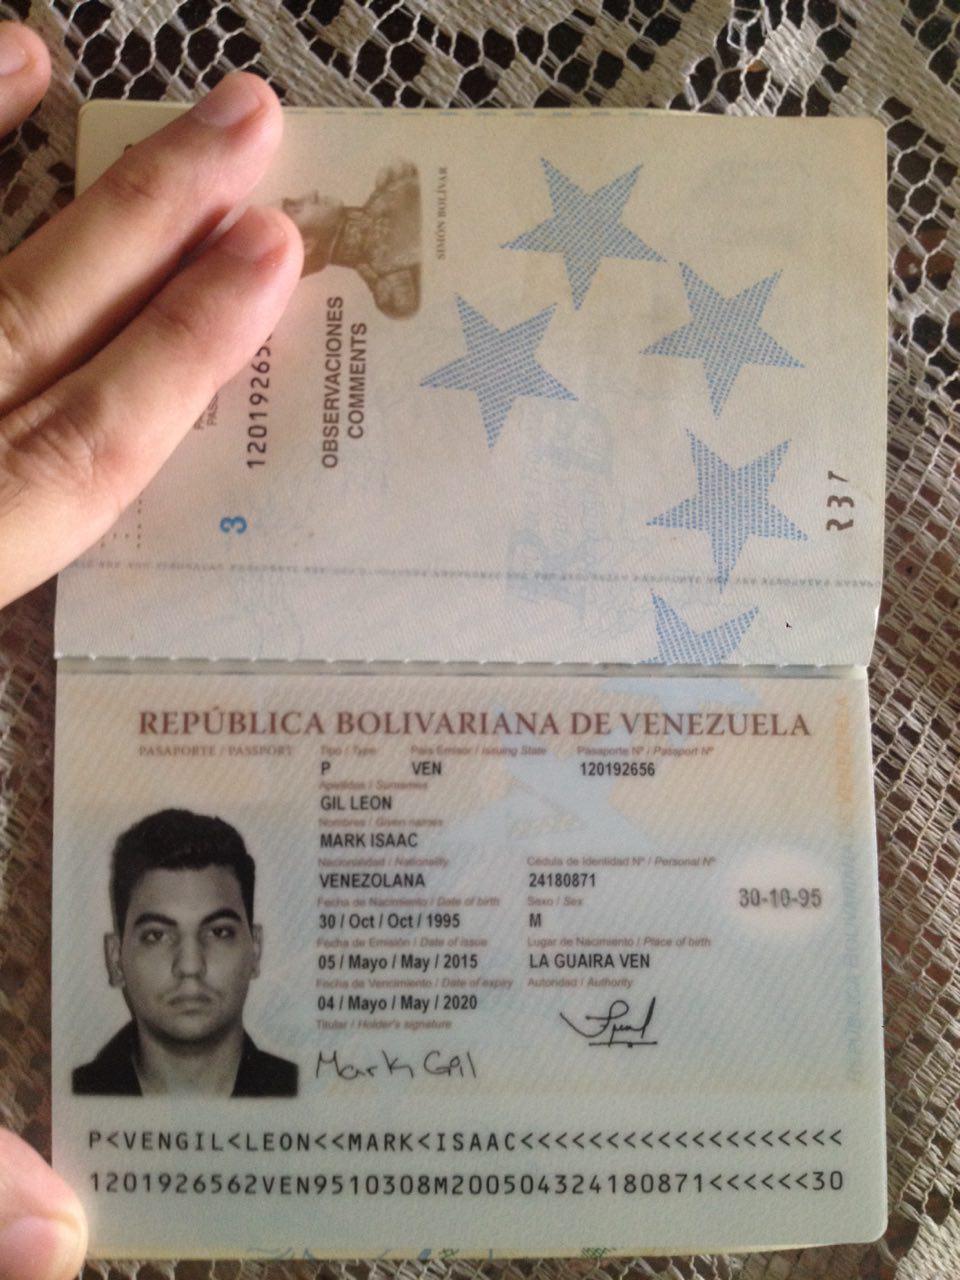 SIMÓN BOLÍVAR
OBSERVACIONES
COMMENTS
3
REPÚBLICA BOLIVARIANA DE VENEZUELA
PASAPORTE / PASSPORT
Tipo / Type
País Emisor / Issuing State
Pasaporte Nº / Passport Nº
P
VEN
120192656
Apellidos / Surnames
GIL LEON
Nombres / Given names
MARK ISAAC
Nacionalidad / Nationality
Cédula de Identidad Nº / Personal Nº
VENEZOLANA
24180871
Fecha de Nacimiento / Date of birth
Sexo / Sex
30 / Oct / Oct / 1995
M
30-10-95
Fecha de Emisión / Date of issue
Lugar de Nacimiento / Place of birth
05 / Mayo / May / 2015
LA GUAIRA VEN
Fecha de Vencimiento / Date of expiry
Autoridad / Authority
04 / Mayo / May / 2020
Titular / Holder's signature
Mark Gil
P<VENGIL<LEON<<MARK<ISAAC<<<<<<<<<<<<<<<<<<<
1201926562VEN9510308M200504324180871<<<<<<30